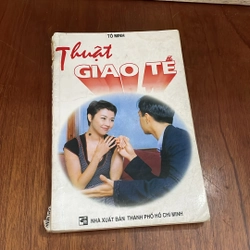 TÔ MINH
Thuật
GIAO TẾ
NHÀ XUẤT BẢN THÀNH PHỐ HỒ CHÍ MINH